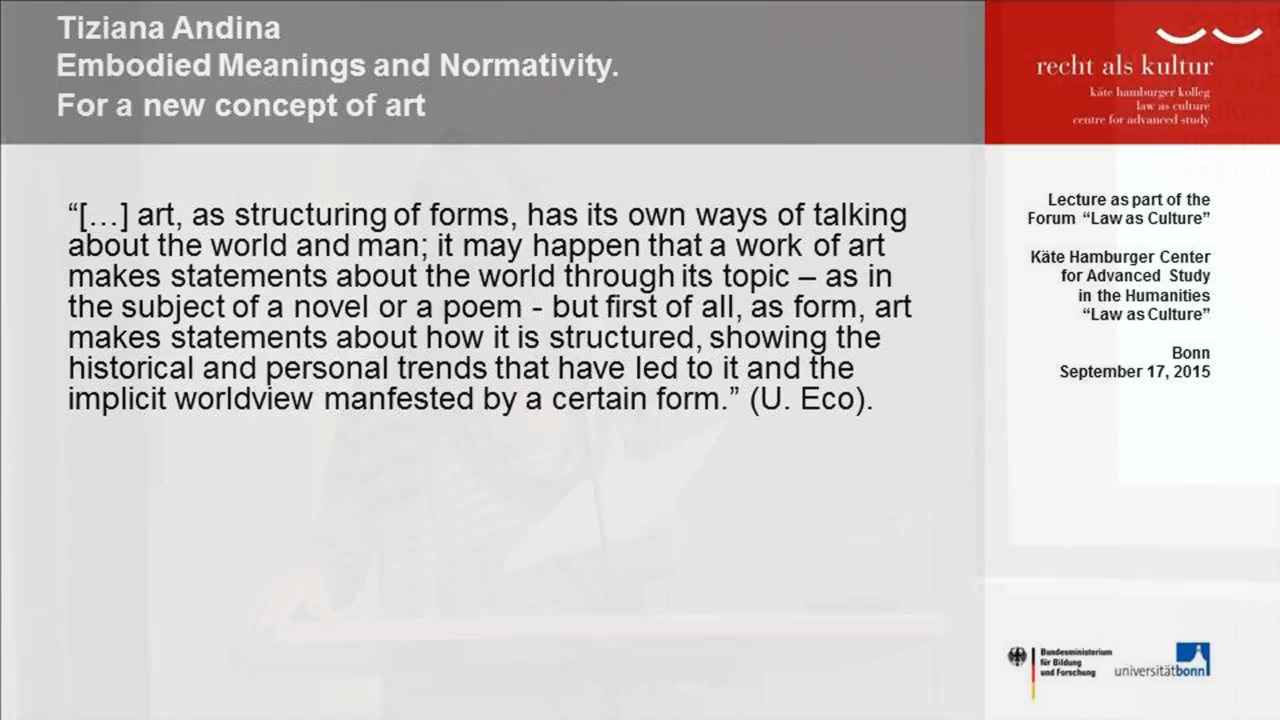 Tiziana Andina
Embodied Meanings and Normativity.
For a new concept of art
recht als kultur
käte hamburger kolleg
law as culture
centre for advanced study
“[…] art, as structuring of forms, has its own ways of talking
about the world and man; it may happen that a work of art
makes statements about the world through its topic – as in
the subject of a novel or a poem - but first of all, as form, art
makes statements about how it is structured, showing the
historical and personal trends that have led to it and the
implicit worldview manfested by a certain form.” (U. Eco).
Lecture as part of the
Forum “Law as Culture”
Käte Hamburger Center
for Advanced Study
in the Humanities
“Law as Culture”
Bonn
September 17, 2015
Bundesministerium
für Bildung
und Forschung
universitätbonn